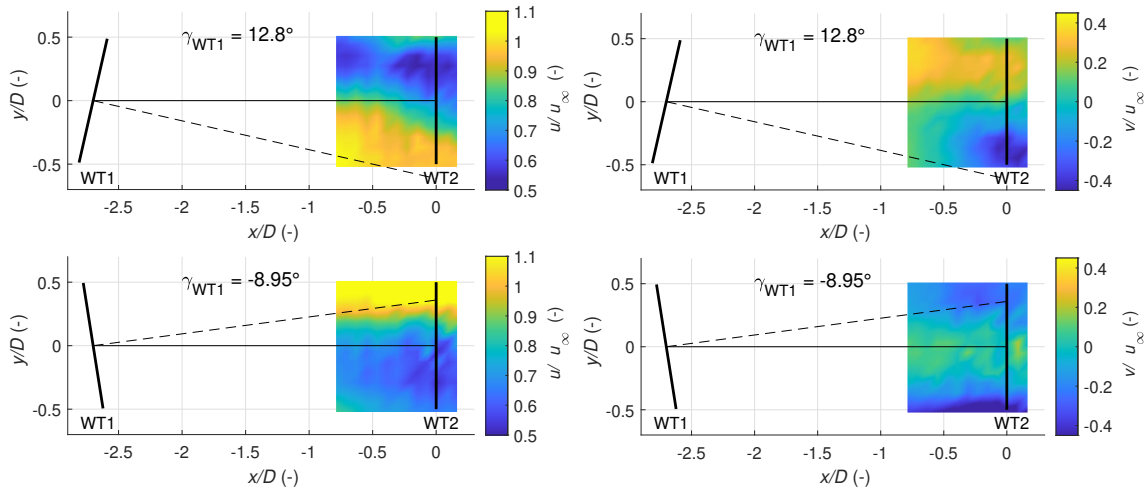 γWT1 = 12.8°
0.5
0
-0.5
y/D (-)
WT1
WT2
-2.5 -2 -1.5 -1 -0.5 0
x/D (-)
1.1
1
0.9
0.8
0.7
0.6
0.5
u/ u∞ (-)
γWT1 = 12.8°
0.5
0
-0.5
y/D (-)
WT1
WT2
-2.5 -2 -1.5 -1 -0.5 0
x/D (-)
0.4
0.2
0
-0.2
-0.4
v/ u∞ (-)
γWT1 = -8.95°
0.5
0
-0.5
y/D (-)
WT1
WT2
-2.5 -2 -1.5 -1 -0.5 0
x/D (-)
1.1
1
0.9
0.8
0.7
0.6
0.5
u/ u∞ (-)
γWT1 = -8.95°
0.5
0
-0.5
y/D (-)
WT1
WT2
-2.5 -2 -1.5 -1 -0.5 0
x/D (-)
0.4
0.2
0
-0.2
-0.4
v/ u∞ (-)